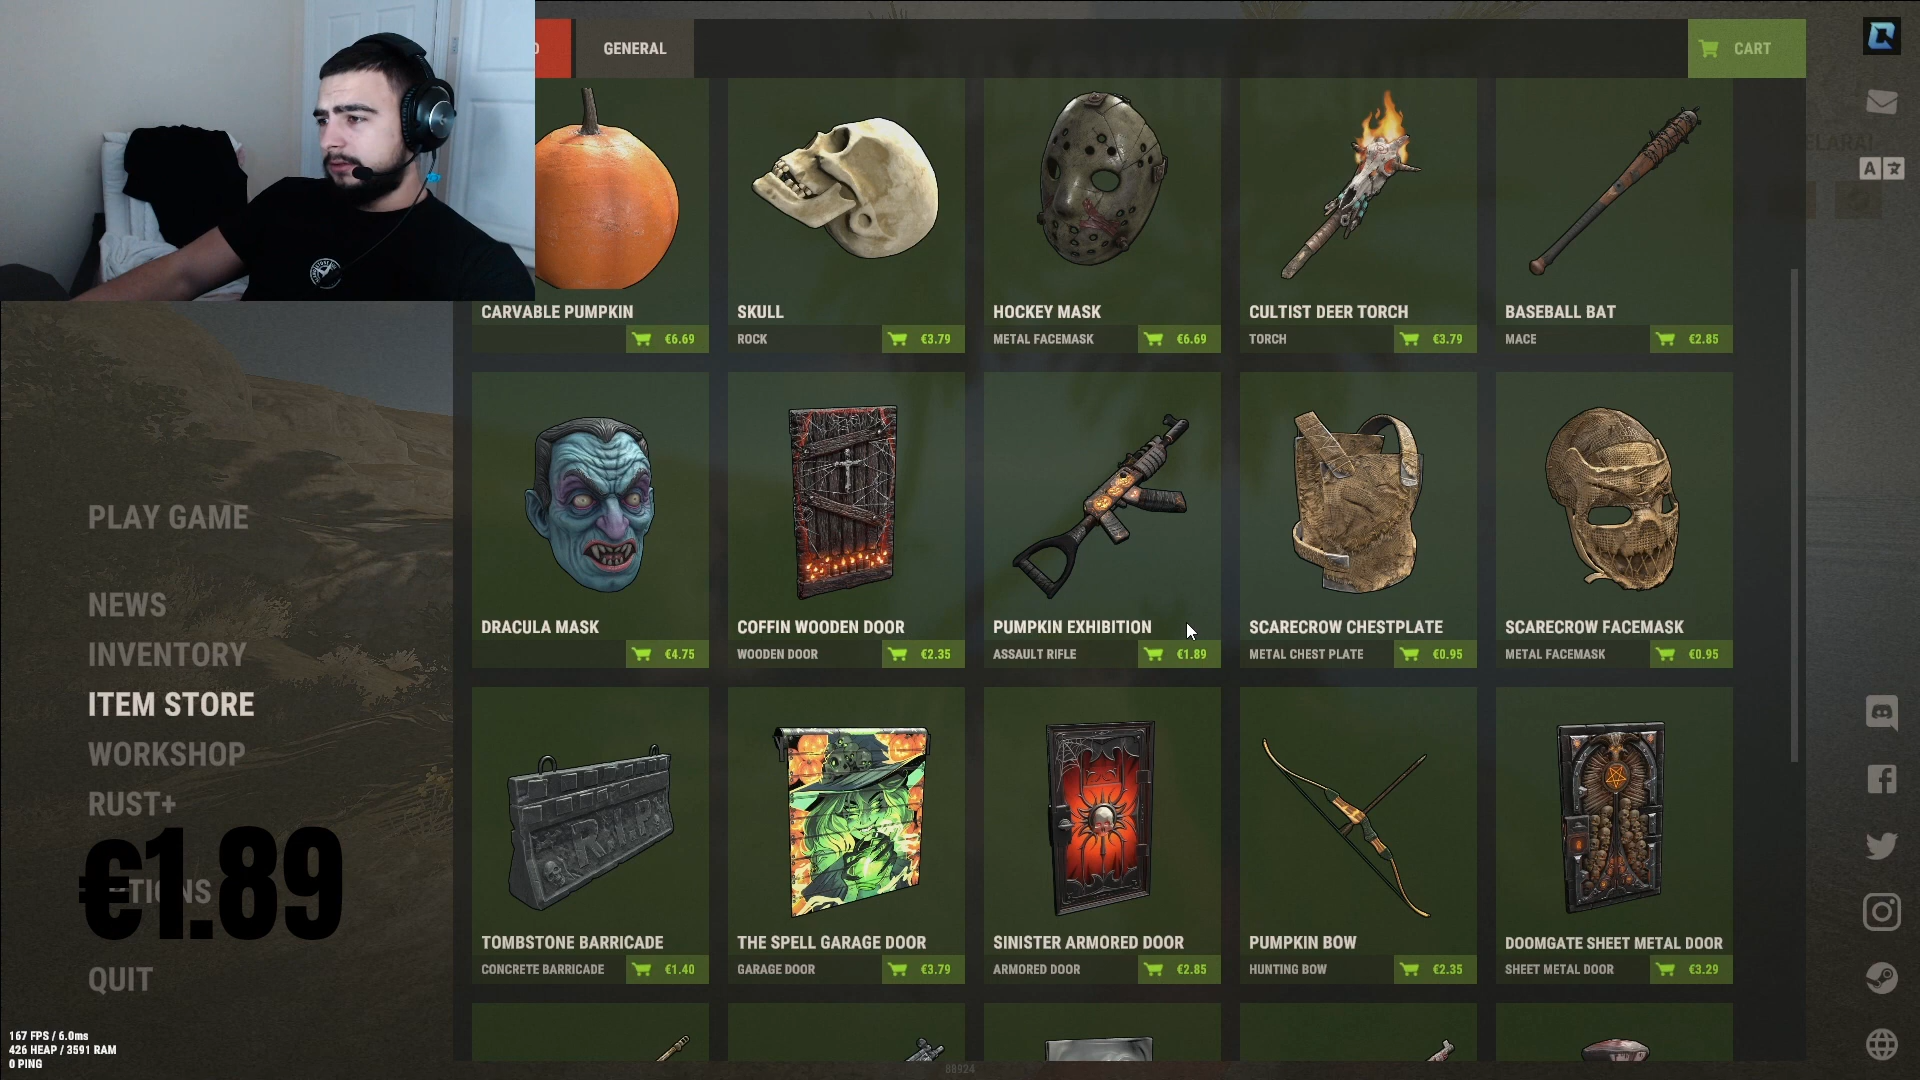 GENERAL
CART
CARVABLE PUMPKIN
€6.69
SKULL
ROCK
€3.79
HOCKEY MASK
METAL FACEMASK
€6.69
CULTIST DEER TORCH
TORCH
€3.79
BASEBALL BAT
MACE
€2.85
DRACULA MASK
€4.75
COFFIN WOODEN DOOR
WOODEN DOOR
€2.35
PUMPKIN EXHIBITION
ASSAULT RIFLE
€1.89
SCARECROW CHESTPLATE
METAL CHEST PLATE
€0.95
SCARECROW FACEMASK
METAL FACEMASK
€0.95
PLAY GAME
NEWS
INVENTORY
ITEM STORE
WORKSHOP
RUST+
€1.89
QUIT
R.I.P
TOMBSTONE BARRICADE
CONCRETE BARRICADE
€1.40
THE SPELL GARAGE DOOR
GARAGE DOOR
€3.79
SINISTER ARMORED DOOR
ARMORED DOOR
€2.85
PUMPKIN BOW
HUNTING BOW
€2.35
DOOMGATE SHEET METAL DOOR
SHEET METAL DOOR
€3.29
167 FPS / 6.0ms
426 HEAP / 3591 RAM
0 PING
88924